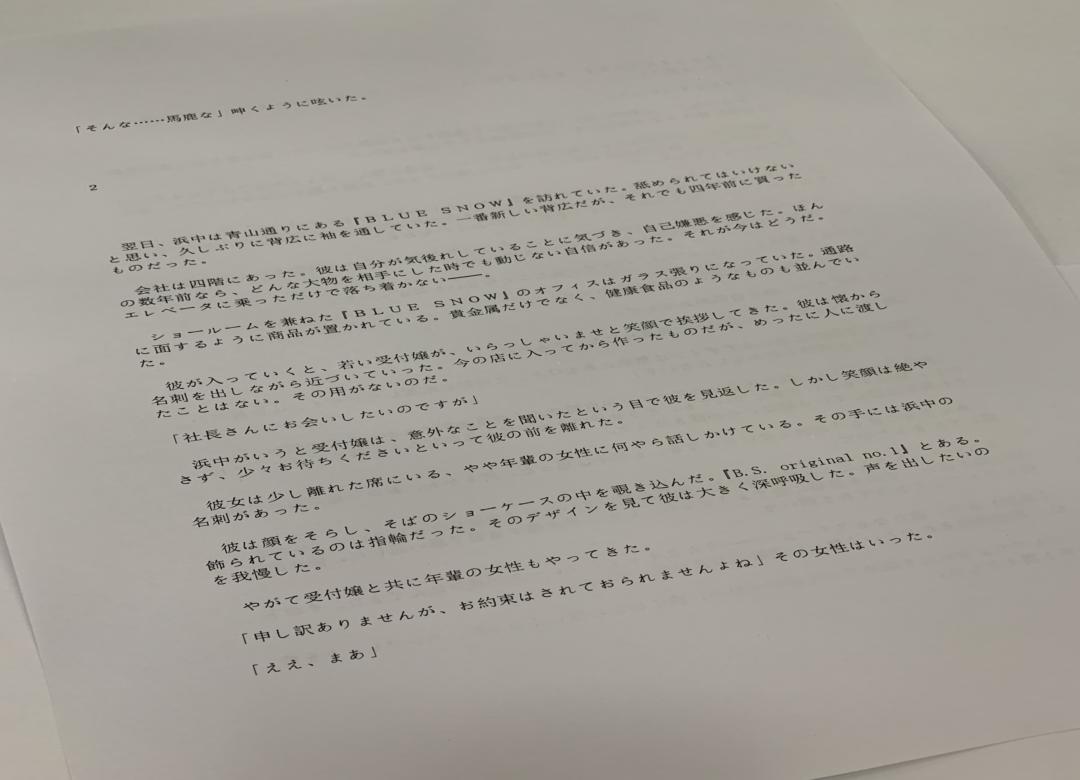 「そんな……馬鹿な」呻くように呟いた。
2
翌日、浜中は青山通りにある『BLUE SNOW』を訪れていた。舐められてはいけない
と思い、久しぶりに背広に袖を通していた。一番新しい背広だが、それでも四年前に買った
ものだった。
会社は四階にあった。彼は自分が気後れしていることに気づき、自己嫌悪を感じた。ほん
の数年前なら、どんな大物を相手にした時でも動じない自信があった。それが今はどうだ。
エレベータに乗っただけで落ち着かない――。
ショールームを兼ねた『BLUE SNOW』のオフィスはガラス張りになっていた。通路
に面するように商品が置かれている。貴金属だけでなく、健康食品のようなものも並んでい
た。
彼が入っていくと、若い受付嬢が、いらっしゃいませと笑顔で挨拶してきた。彼は懐から
名刺を出しながら近づいていった。今の店に入ってから作ったものだが、めったに人に渡し
たことはない。その用がないのだ。
「社長さんにお会いしたいのですが」
浜中がいうと受付嬢は、意外なことを聞いたという目で彼を見返した。しかし笑顔は絶や
さず、少々お待ちくださいといって彼の前を離れた。
彼女は少し離れた席にいる、やや年輩の女性に何やら話しかけている。その手には浜中の
名刺があった。
彼は顔をそらし、そばのショーケースの中を覗き込んだ。『B.S. original no.1』とある。
飾られているのは指輪だった。そのデザインを見て彼は大きく深呼吸した。声を出したいの
を我慢した。
やがて受付嬢と共に年輩の女性もやってきた。
「申し訳ありませんが、お約束はされておられませんよね」その女性はいった。
「ええ、まあ」